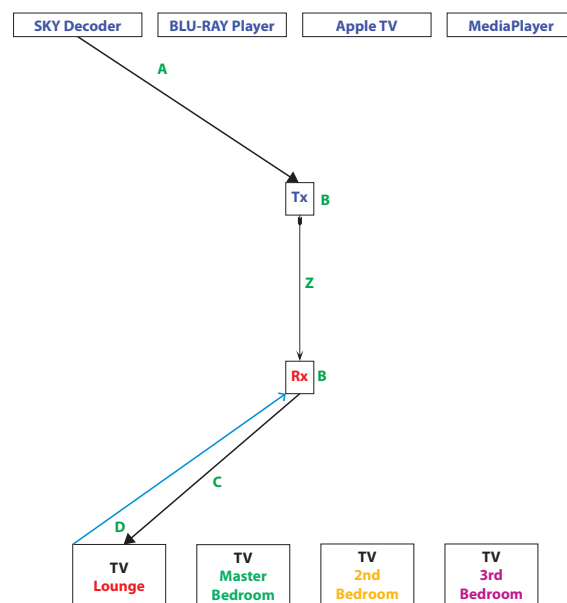 SKY Decoder
BLU-RAY Player
Apple TV
MediaPlayer
A
Tx
B
Z
Rx
B
C
D
TV
Lounge
TV
Master
Bedroom
TV
2nd
Bedroom
TV
3rd
Bedroom